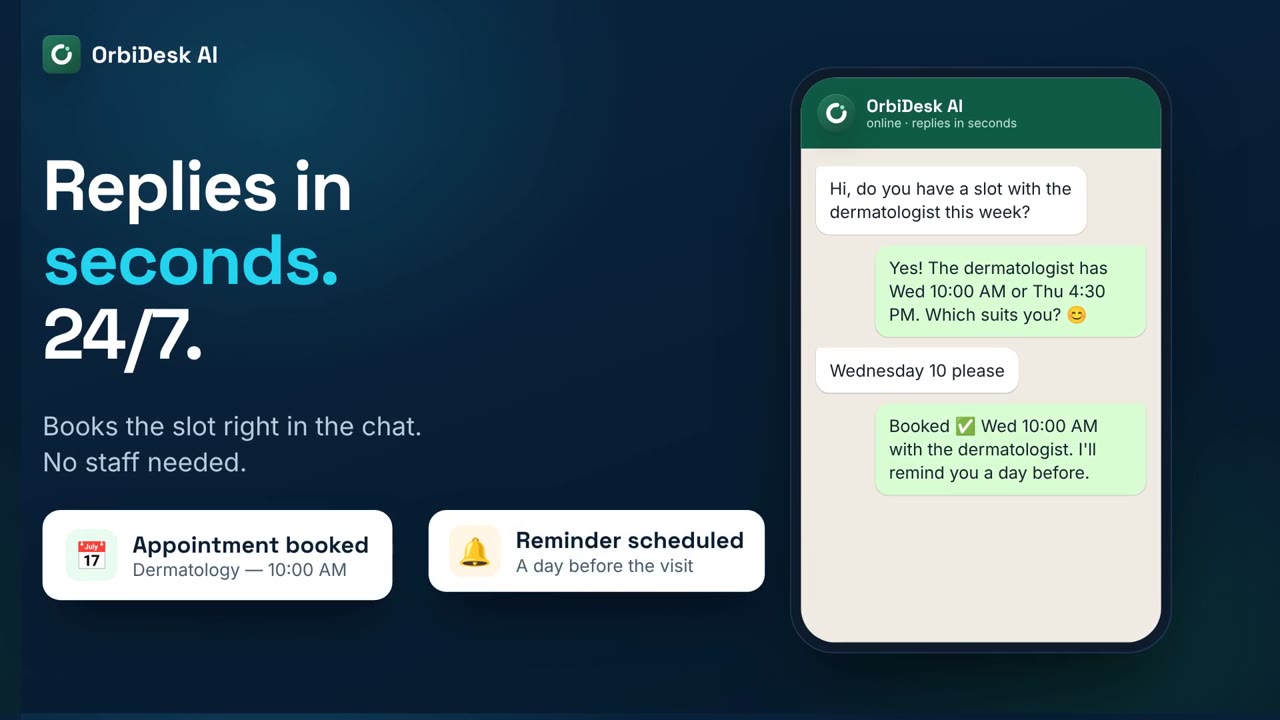 OrbiDesk AI
Replies in
seconds.
24/7.
Books the slot right in the chat.
No staff needed.
July
17
Appointment booked
Dermatology — 10:00 AM
Reminder scheduled
A day before the visit
OrbiDesk AI
online · replies in seconds
Hi, do you have a slot with the
dermatologist this week?
Yes! The dermatologist has
Wed 10:00 AM or Thu 4:30
PM. Which suits you? 😊
Wednesday 10 please
Booked ✅ Wed 10:00 AM
with the dermatologist. I'll
remind you a day before.